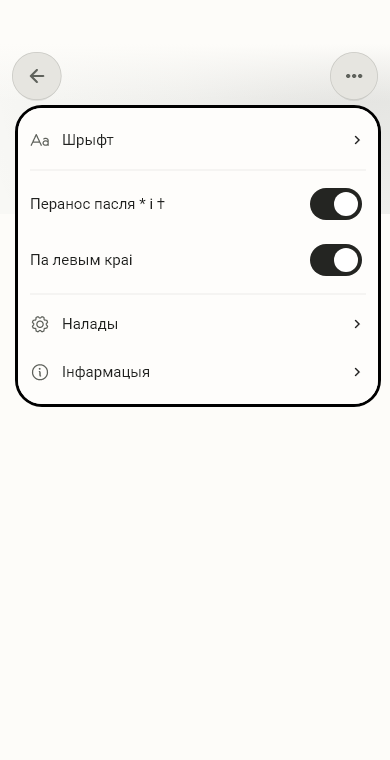 Aa Шрыфт
Перанос пасля * і †
Па левым краі
Налады
Інфармацыя